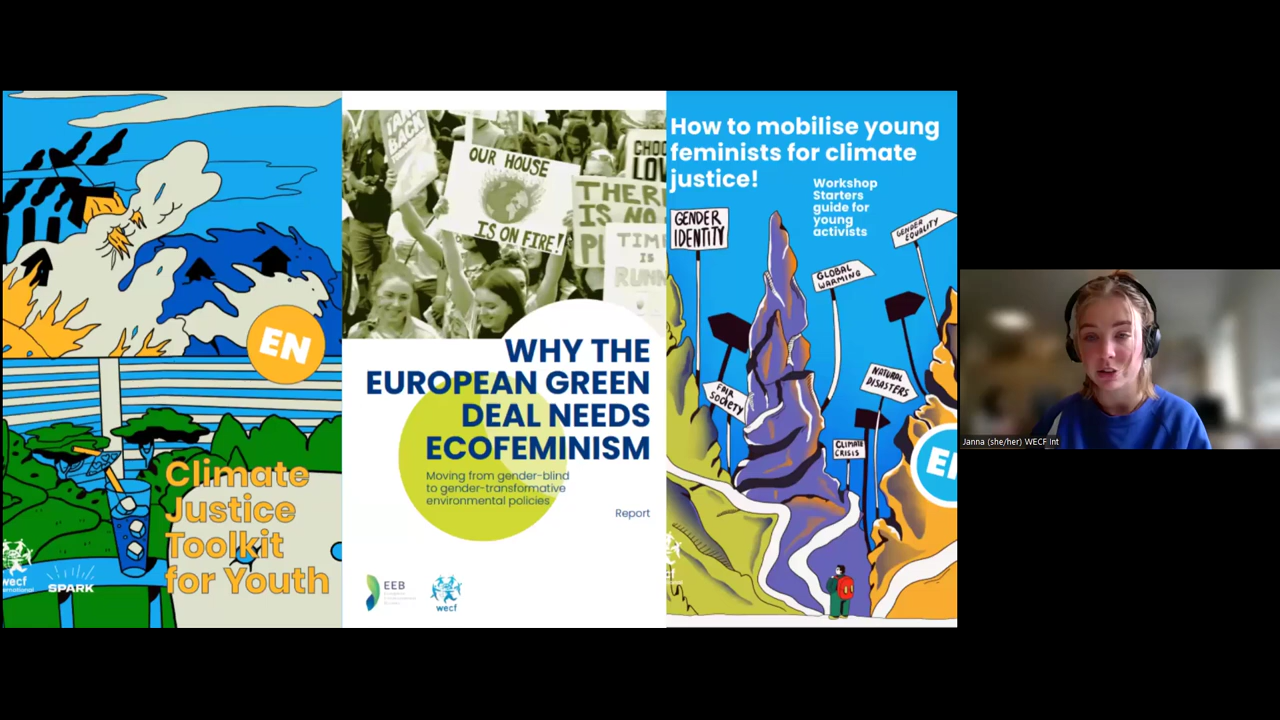 EN
Climate
Justice
Toolkit
for Youth
wecf
SPARK
OUR HOUSE
IS ON FIRE!
THERE
IS NO
TIME
IS
WHY THE
EUROPEAN GREEN
DEAL NEEDS
ECOFEMINISM
Moving from gender-blind
to gender-transformative
environmental policies
Report
EEB
wecf
How to mobilise young
feminists for climate
justice!
Workshop
Starters
guide for
young
activists
GENDER
IDENTITY
GENDER
EQUALITY
GLOBAL
WARMING
NATURAL
DISASTERS
FAIR
SOCIETY
CLIMATE
CRISIS
Janna (she/her) WECF Int